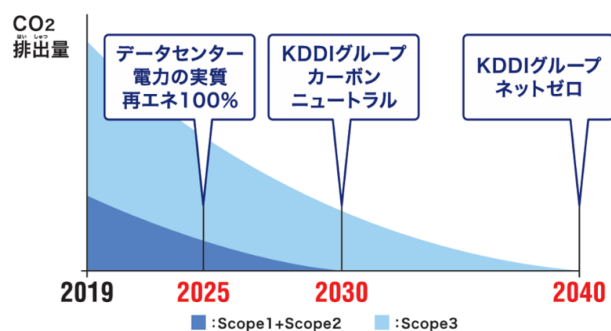 CO2
はい しゅつ
排出量
データセンター
電力の実質
再エネ100%
KDDIグループ
カーボン
ニュートラル
KDDIグループ
ネットゼロ
2019
2025
2030
2040
:Scope1+Scope2
:Scope3